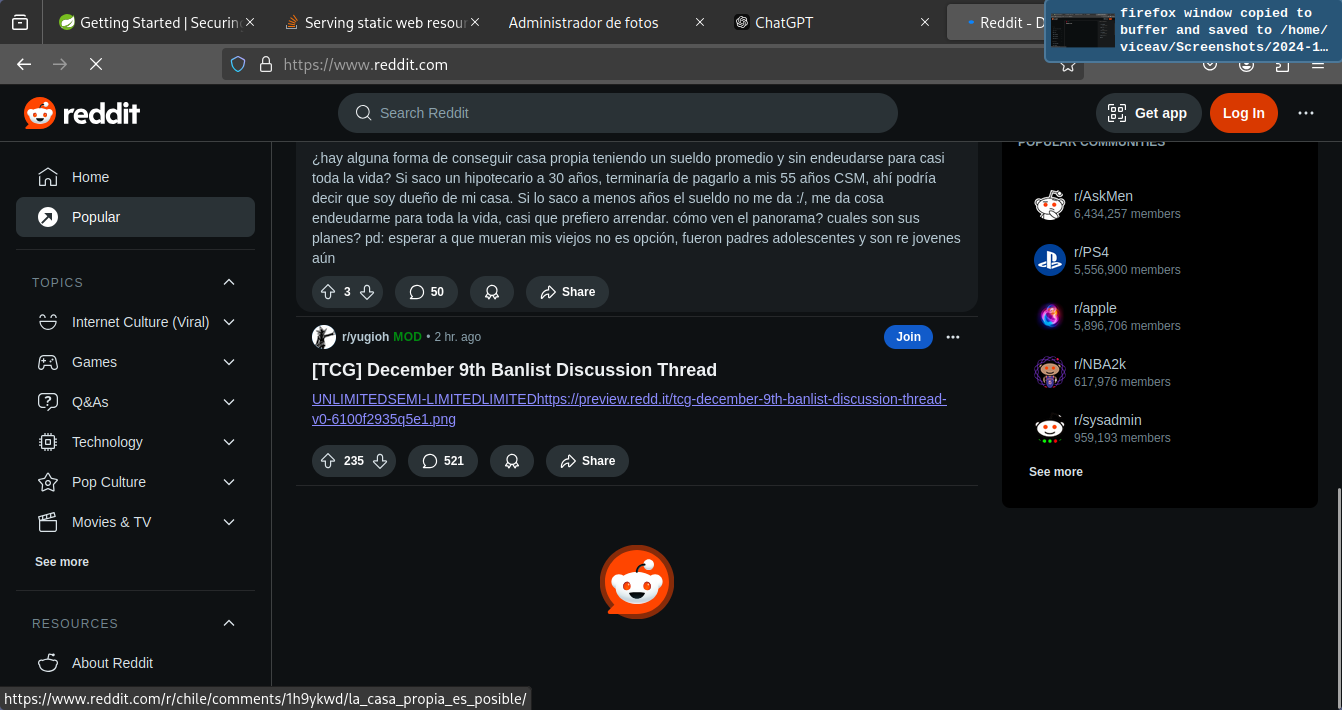 Getting Started | Securin
Serving static web resour
Administrador de fotos
ChatGPT
Reddit - D
firefox window copied to
buffer and saved to /home/
viceav/Screenshots/2024-1…
https://www.reddit.com
reddit
Search Reddit
Get app
Log In
Home
Popular
TOPICS
Internet Culture (Viral)
Games
Q&As
Technology
Pop Culture
Movies & TV
See more
RESOURCES
About Reddit
¿hay alguna forma de conseguir casa propia teniendo un sueldo promedio y sin endeudarse para casi
toda la vida? Si saco un hipotecario a 30 años, terminaría de pagarlo a mis 55 años CSM, ahí podría
decir que soy dueño de mi casa. Si lo saco a menos años el sueldo no me da :/, me da cosa
endeudarme para toda la vida, casi que prefiero arrendar. cómo ven el panorama? cuales son sus
planes? pd: esperar a que mueran mis viejos no es opción, fueron padres adolescentes y son re jovenes
aún
3
50
Share
r/yugioh MOD • 2 hr. ago
Join
[TCG] December 9th Banlist Discussion Thread
UNLIMITEDSEMI-LIMITEDLIMITEDhttps://preview.redd.it/tcg-december-9th-banlist-discussion-thread-
v0-6100f2935q5e1.png
235
521
Share
POPULAR COMMUNITIES
r/AskMen
6,434,257 members
r/PS4
5,556,900 members
r/apple
5,896,706 members
r/NBA2k
617,976 members
r/sysadmin
959,193 members
See more
https://www.reddit.com/r/chile/comments/1h9ykwd/la_casa_propia_es_posible/